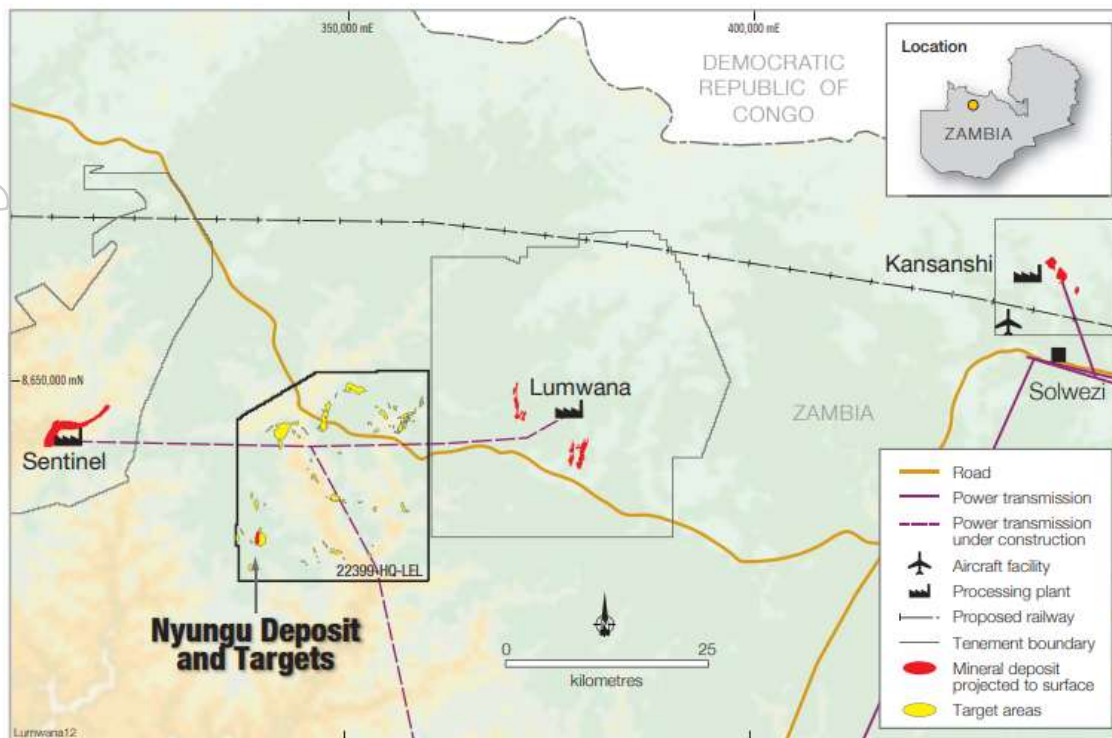 350,000 mE
400,000 mE
Location
ZAMBIA
DEMOCRATIC
REPUBLIC OF
CONGO
Kansanshi
8,650,000 mN
Lumwana
ZAMBIA
Solwezi
Sentinel
22399-HQ-LEL
Nyungu Deposit
and Targets
N
0
25
kilometres
Road
Power transmission
Power transmission
under construction
Aircraft facility
Processing plant
Proposed railway
Tenement boundary
Mineral deposit
projected to surface
Target areas
Lumwana12